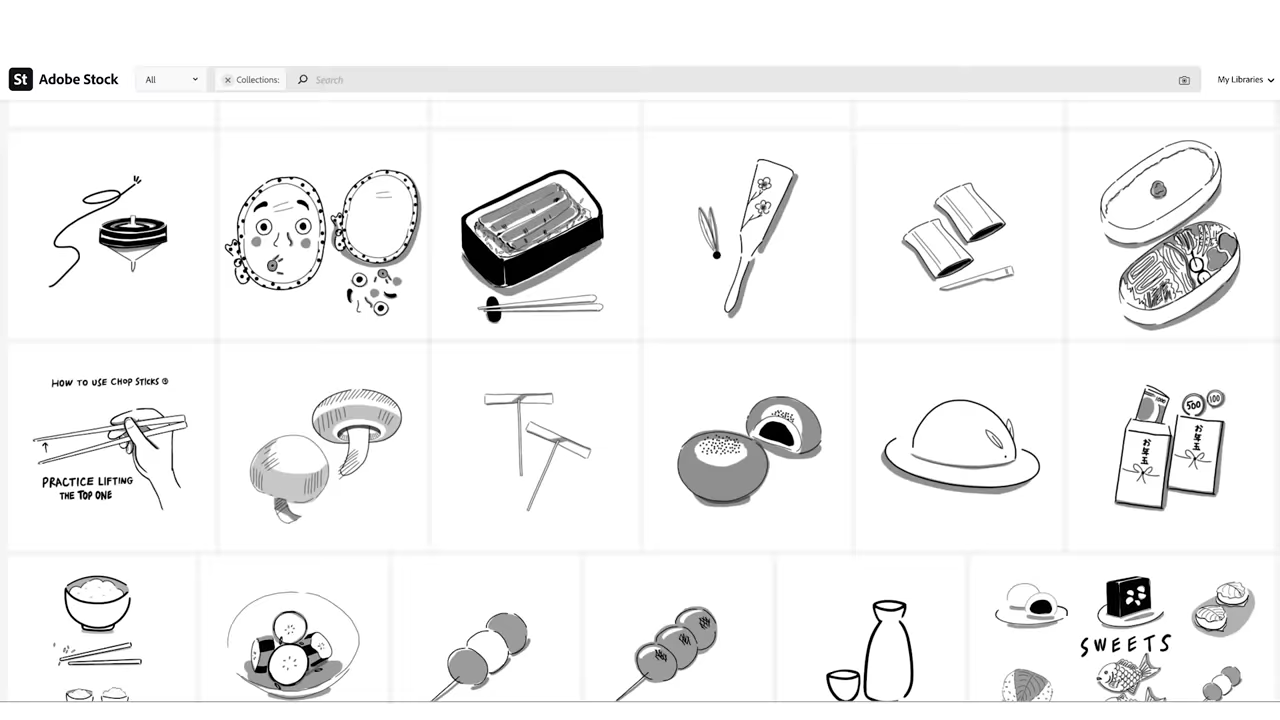 St Adobe Stock All Collections: Search My Libraries
HOW TO USE CHOP STICKS ③
PRACTICE LIFTING
THE TOP ONE
500 100
お年玉
お年玉
SWEETS